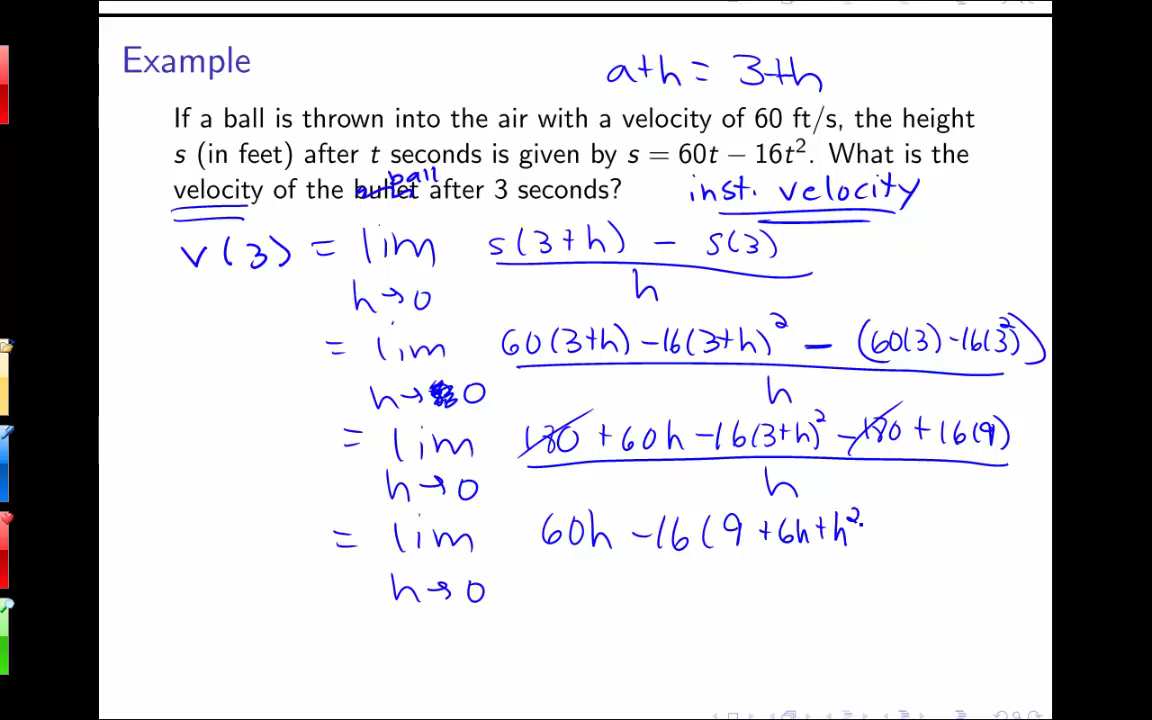 Example
a+h = 3+h
If a ball is thrown into the air with a velocity of 60 ft/s, the height
s (in feet) after t seconds is given by s = 60t − 16t². What is the
ball
velocity of the bullet after 3 seconds? inst. velocity
v(3) = lim s(3+h) − s(3)
h→0 h
= lim 60(3+h) −16(3+h)² − (60(3) −16(3²))
h→0 h
= lim 180 + 60h −16(3+h)² − 180 + 16(9)
h→0 h
= lim 60h −16(9 + 6h + h²
h→0